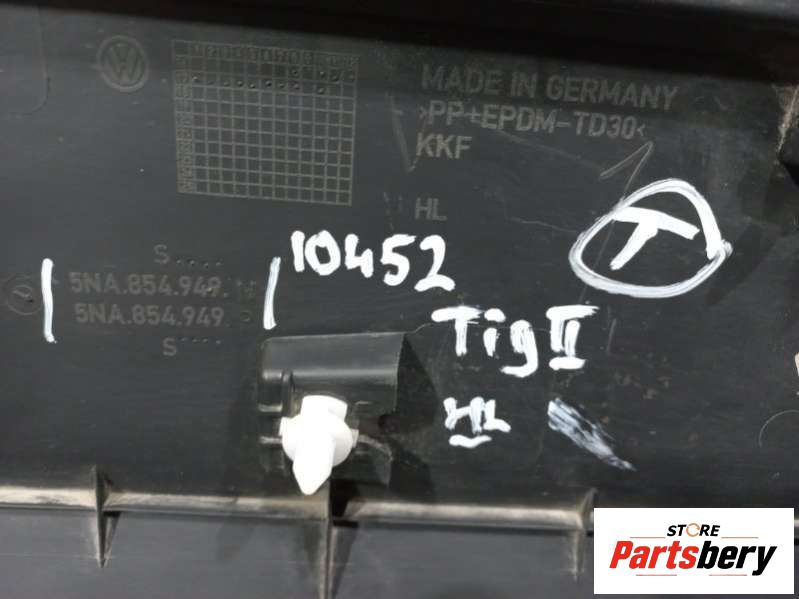 MADE IN GERMANY
>PP+EPDM-TD30<
KKF
HL
10452
T
S....
5NA.854.949.
5NA.854.949.
S....
Tig II
HL
STORE
Partsbery